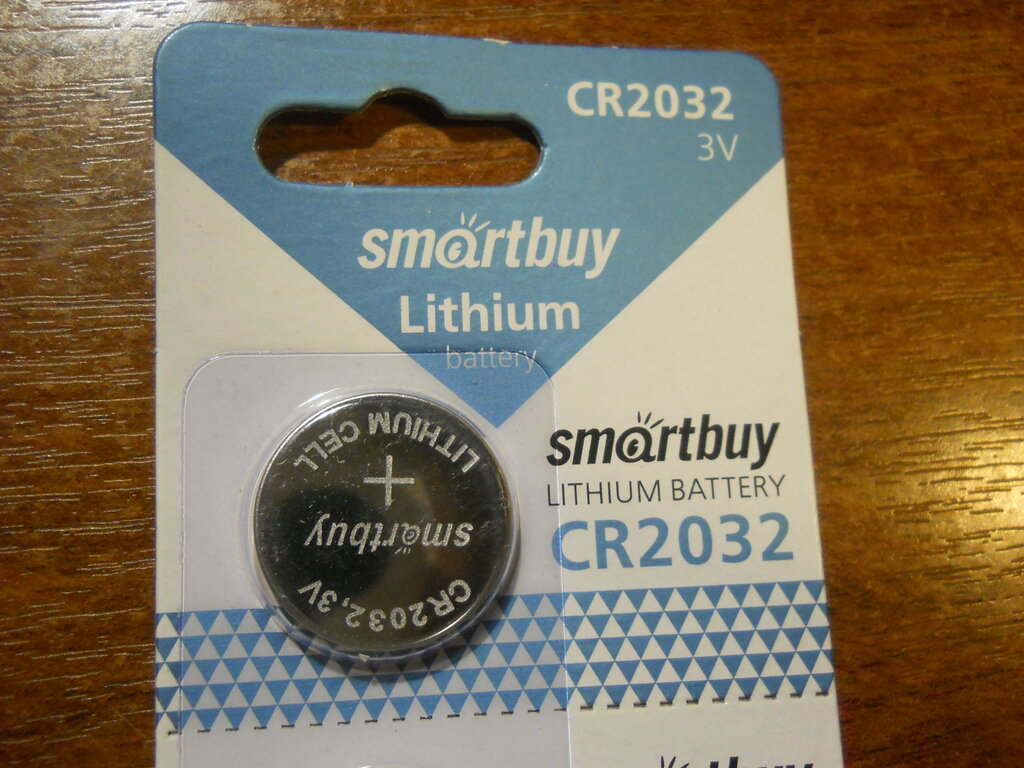 CR2032
3V
smartbuy
Lithium
battery
smartbuy
LITHIUM BATTERY
CR2032
LITHIUM CELL
+
smartbuy
CR2032,3V